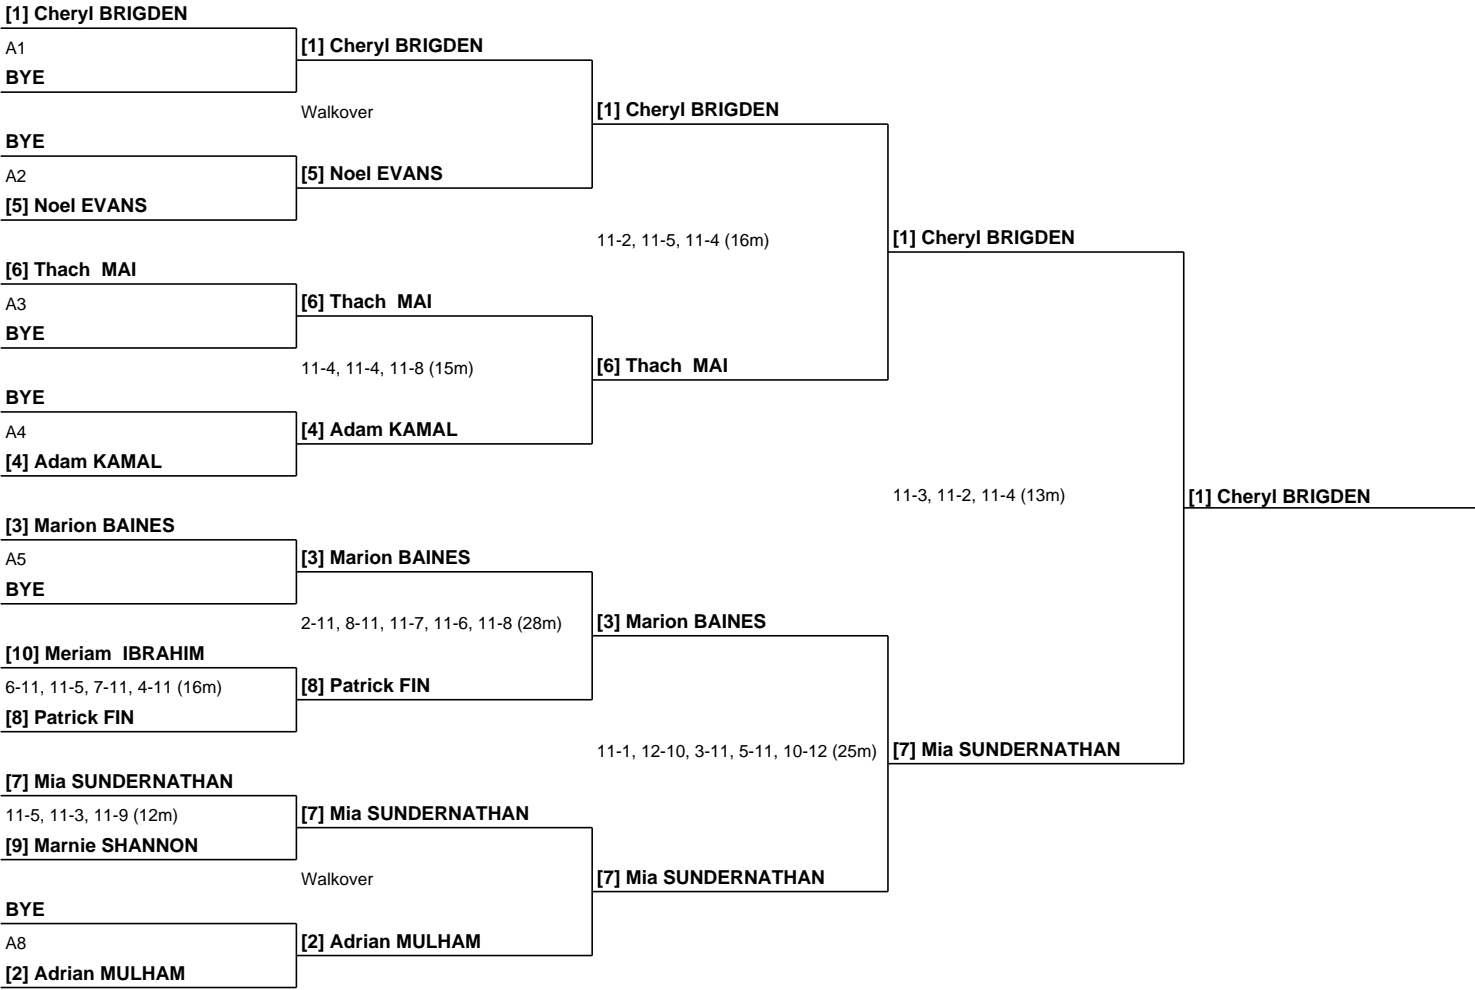 [1] Cheryl BRIGDEN
A1
BYE
BYE
A2
[5] Noel EVANS
[6] Thach MAI
A3
BYE
BYE
A4
[4] Adam KAMAL
[3] Marion BAINES
A5
BYE
[10] Meriam IBRAHIM
6-11, 11-5, 7-11, 4-11 (16m)
[8] Patrick FIN
[7] Mia SUNDERNATHAN
11-5, 11-3, 11-9 (12m)
[9] Marnie SHANNON
BYE
A8
[2] Adrian MULHAM
[1] Cheryl BRIGDEN
Walkover
[5] Noel EVANS
[6] Thach MAI
11-4, 11-4, 11-8 (15m)
[4] Adam KAMAL
[3] Marion BAINES
2-11, 8-11, 11-7, 11-6, 11-8 (28m)
[8] Patrick FIN
[7] Mia SUNDERNATHAN
Walkover
[2] Adrian MULHAM
[1] Cheryl BRIGDEN
11-2, 11-5, 11-4 (16m)
[6] Thach MAI
[3] Marion BAINES
11-1, 12-10, 3-11, 5-11, 10-12 (25m)
[7] Mia SUNDERNATHAN
[1] Cheryl BRIGDEN
11-3, 11-2, 11-4 (13m)
[7] Mia SUNDERNATHAN
[1] Cheryl BRIGDEN